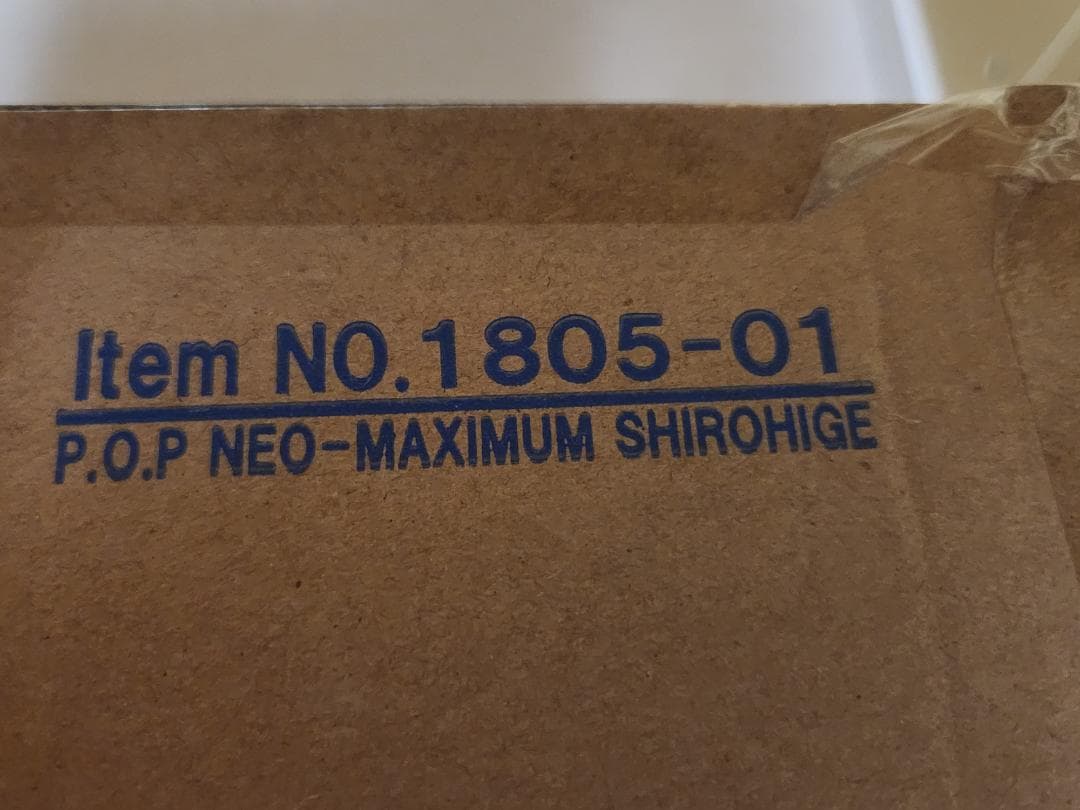 Item NO.1805-01
P.O.P NEO-MAXIMUM SHIROHIGE